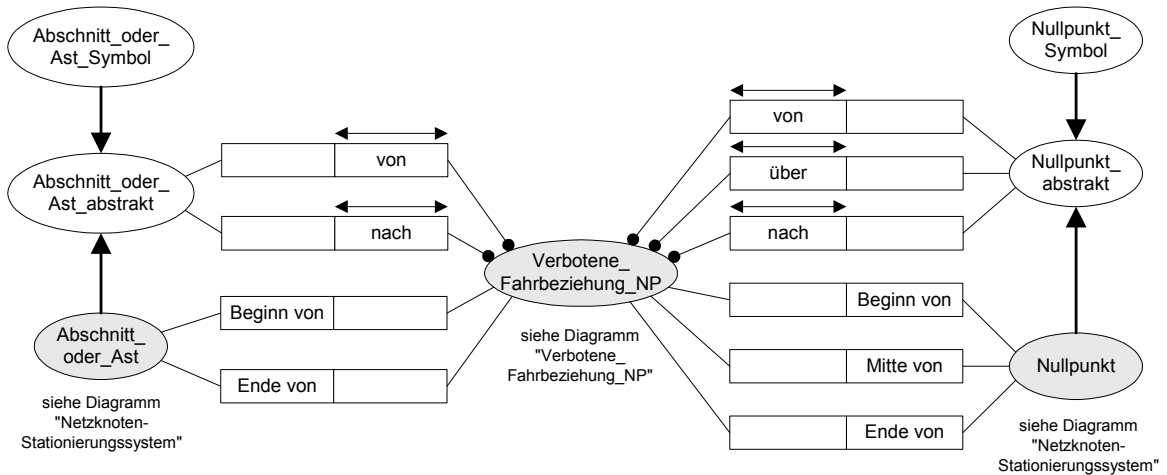 Abschnitt_oder_
Ast_Symbol
Nullpunkt_
Symbol
von
von
Abschnitt_oder_
Ast_abstrakt
über
Nullpunkt_
abstrakt
nach
nach
Verbotene_
Fahrbeziehung_NP
Beginn von
Beginn von
Abschnitt_
oder_Ast
siehe Diagramm
"Verbotene_
Fahrbeziehung_NP"
Mitte von
Nullpunkt
Ende von
siehe Diagramm
"Netzknoten-
Stationierungssystem"
Ende von
siehe Diagramm
"Netzknoten-
Stationierungssystem"